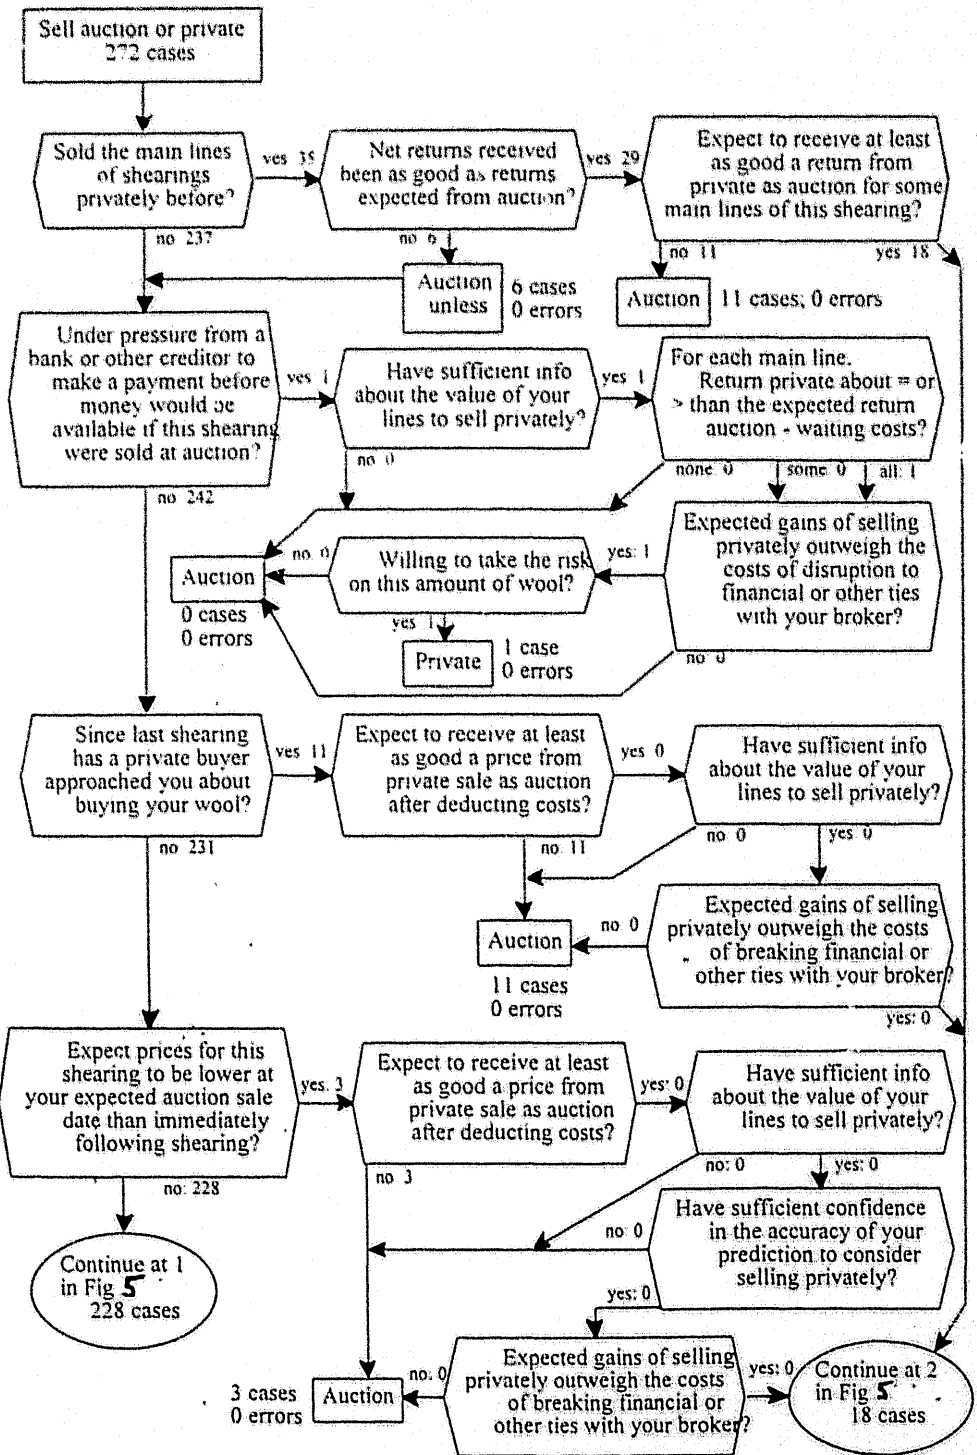 Sell auction or private
272 cases
Sold the main lines
of shearings
privately before?
yes 35
Net returns received
been as good as returns
expected from auction?
yes 29
Expect to receive at least
as good a return from
private as auction for some
main lines of this shearing?
no 237
no 6
no 11
yes 18
Auction
unless
6 cases
0 errors
Auction
11 cases; 0 errors
Under pressure from a
bank or other creditor to
make a payment before
money would be
available if this shearing
were sold at auction?
yes 1
Have sufficient info
about the value of your
lines to sell privately?
yes 1
For each main line.
Return private about = or
> than the expected return
auction - waiting costs?
no 0
none 0
some 0
all: 1
no 242
Expected gains of selling
privately outweigh the
costs of disruption to
financial or other ties
with your broker?
yes: 1
Willing to take the risk
on this amount of wool?
no 0
Auction
0 cases
0 errors
yes 1
Private
1 case
0 errors
no 0
Since last shearing
has a private buyer
approached you about
buying your wool?
yes 11
Expect to receive at least
as good a price from
private sale as auction
after deducting costs?
yes 0
Have sufficient info
about the value of your
lines to sell privately?
no 231
no 11
no 0
yes 0
Expected gains of selling
privately outweigh the costs
of breaking financial or
other ties with your broker?
no 0
Auction
11 cases
0 errors
yes: 0
Expect prices for this
shearing to be lower at
your expected auction sale
date than immediately
following shearing?
yes. 3
Expect to receive at least
as good a price from
private sale as auction
after deducting costs?
yes: 0
Have sufficient info
about the value of your
lines to sell privately?
no: 228
no 3
no: 0
yes: 0
Have sufficient confidence
in the accuracy of your
prediction to consider
selling privately?
no: 0
yes: 0
Continue at 1
in Fig 5
228 cases
Expected gains of selling
privately outweigh the costs
of breaking financial or
other ties with your broker?
no: 0
yes: 0
3 cases
0 errors
Auction
Continue at 2
in Fig 5
18 cases